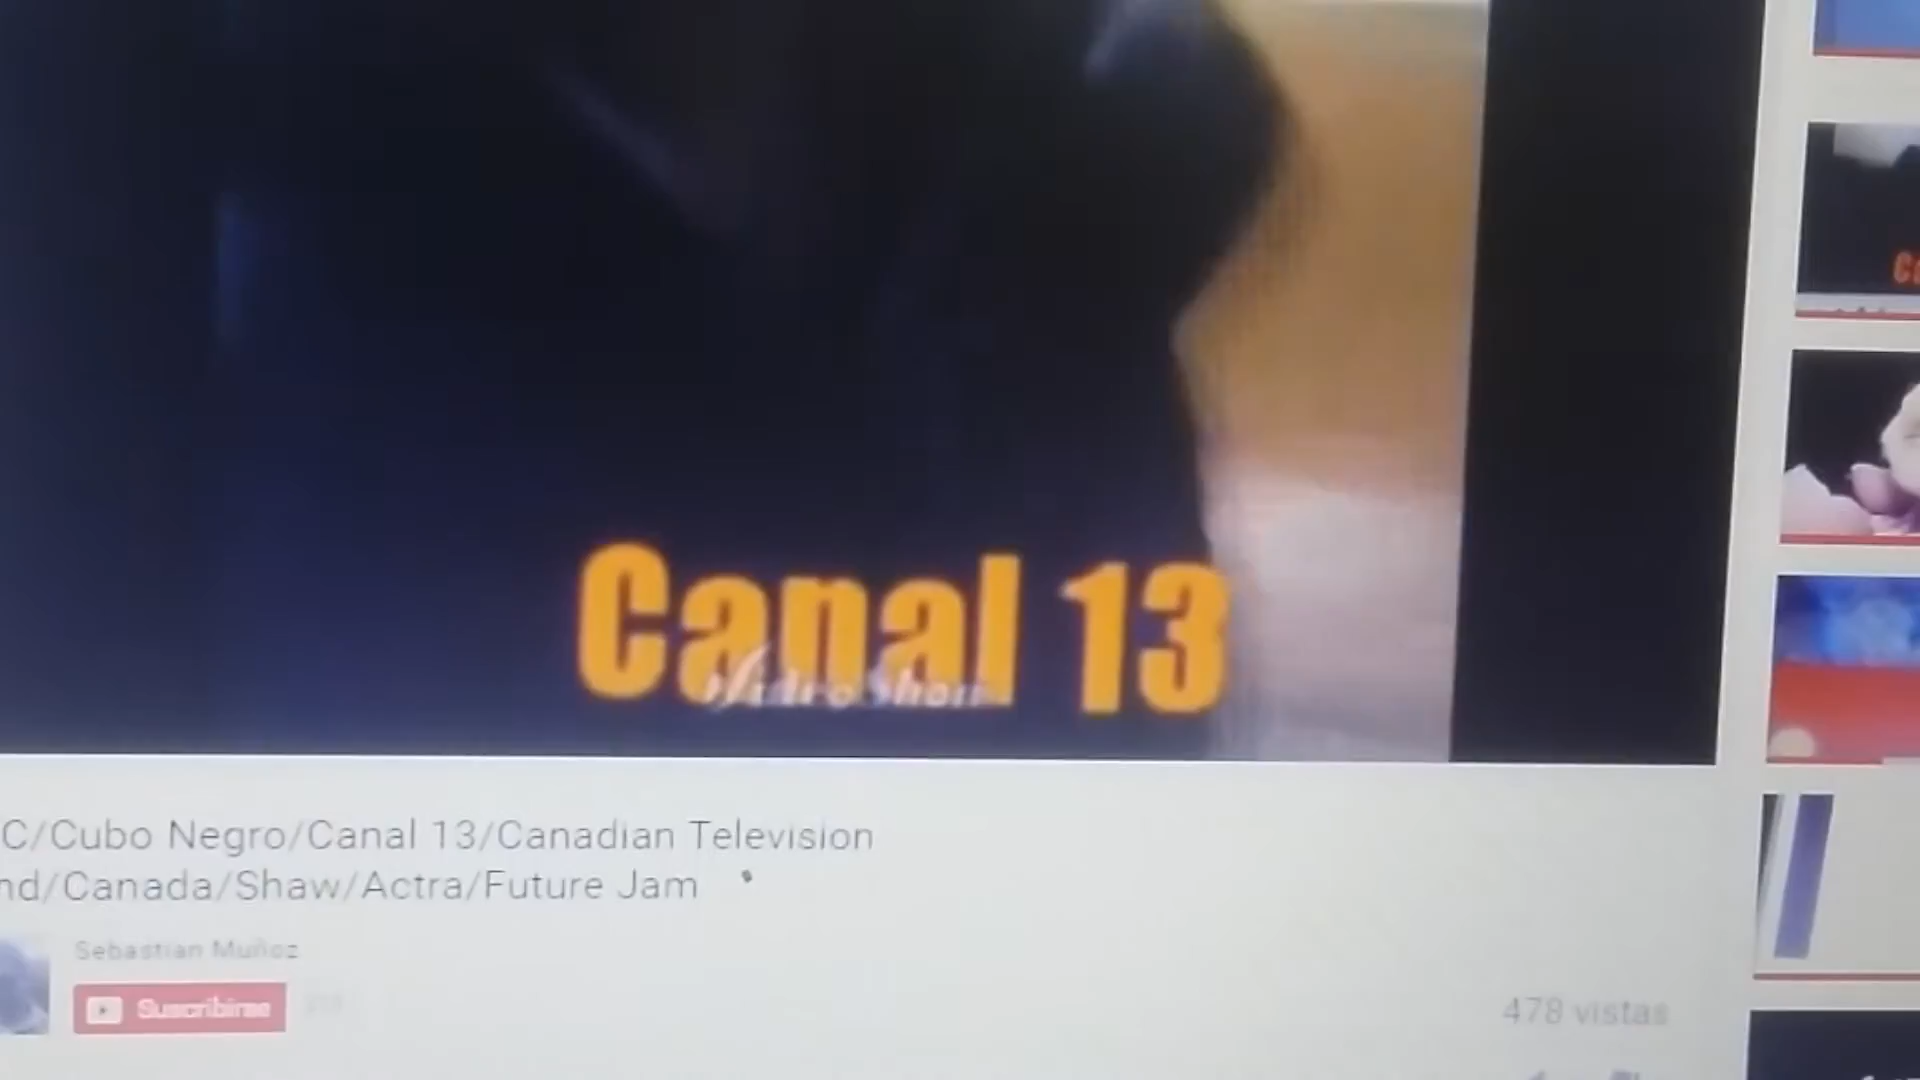 Canal 13
C/Cubo Negro/Canal 13/Canadian Television
nd/Canada/Shaw/Actra/Future Jam
Sebastian Muñoz
Suscribirse
478 vistas